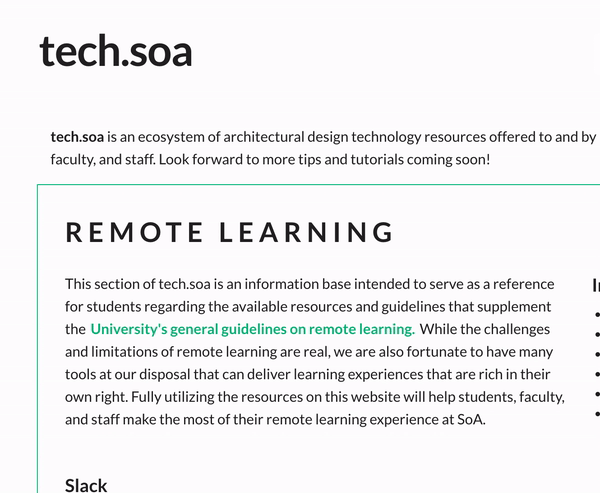 tech.soa
tech.soa is an ecosystem of architectural design technology resources offered to and by
faculty, and staff. Look forward to more tips and tutorials coming soon!
REMOTE LEARNING
This section of tech.soa is an information base intended to serve as a reference
for students regarding the available resources and guidelines that supplement
the University's general guidelines on remote learning. While the challenges
and limitations of remote learning are real, we are also fortunate to have many
tools at our disposal that can deliver learning experiences that are rich in their
own right. Fully utilizing the resources on this website will help students, faculty,
and staff make the most of their remote learning experience at SoA.
Slack